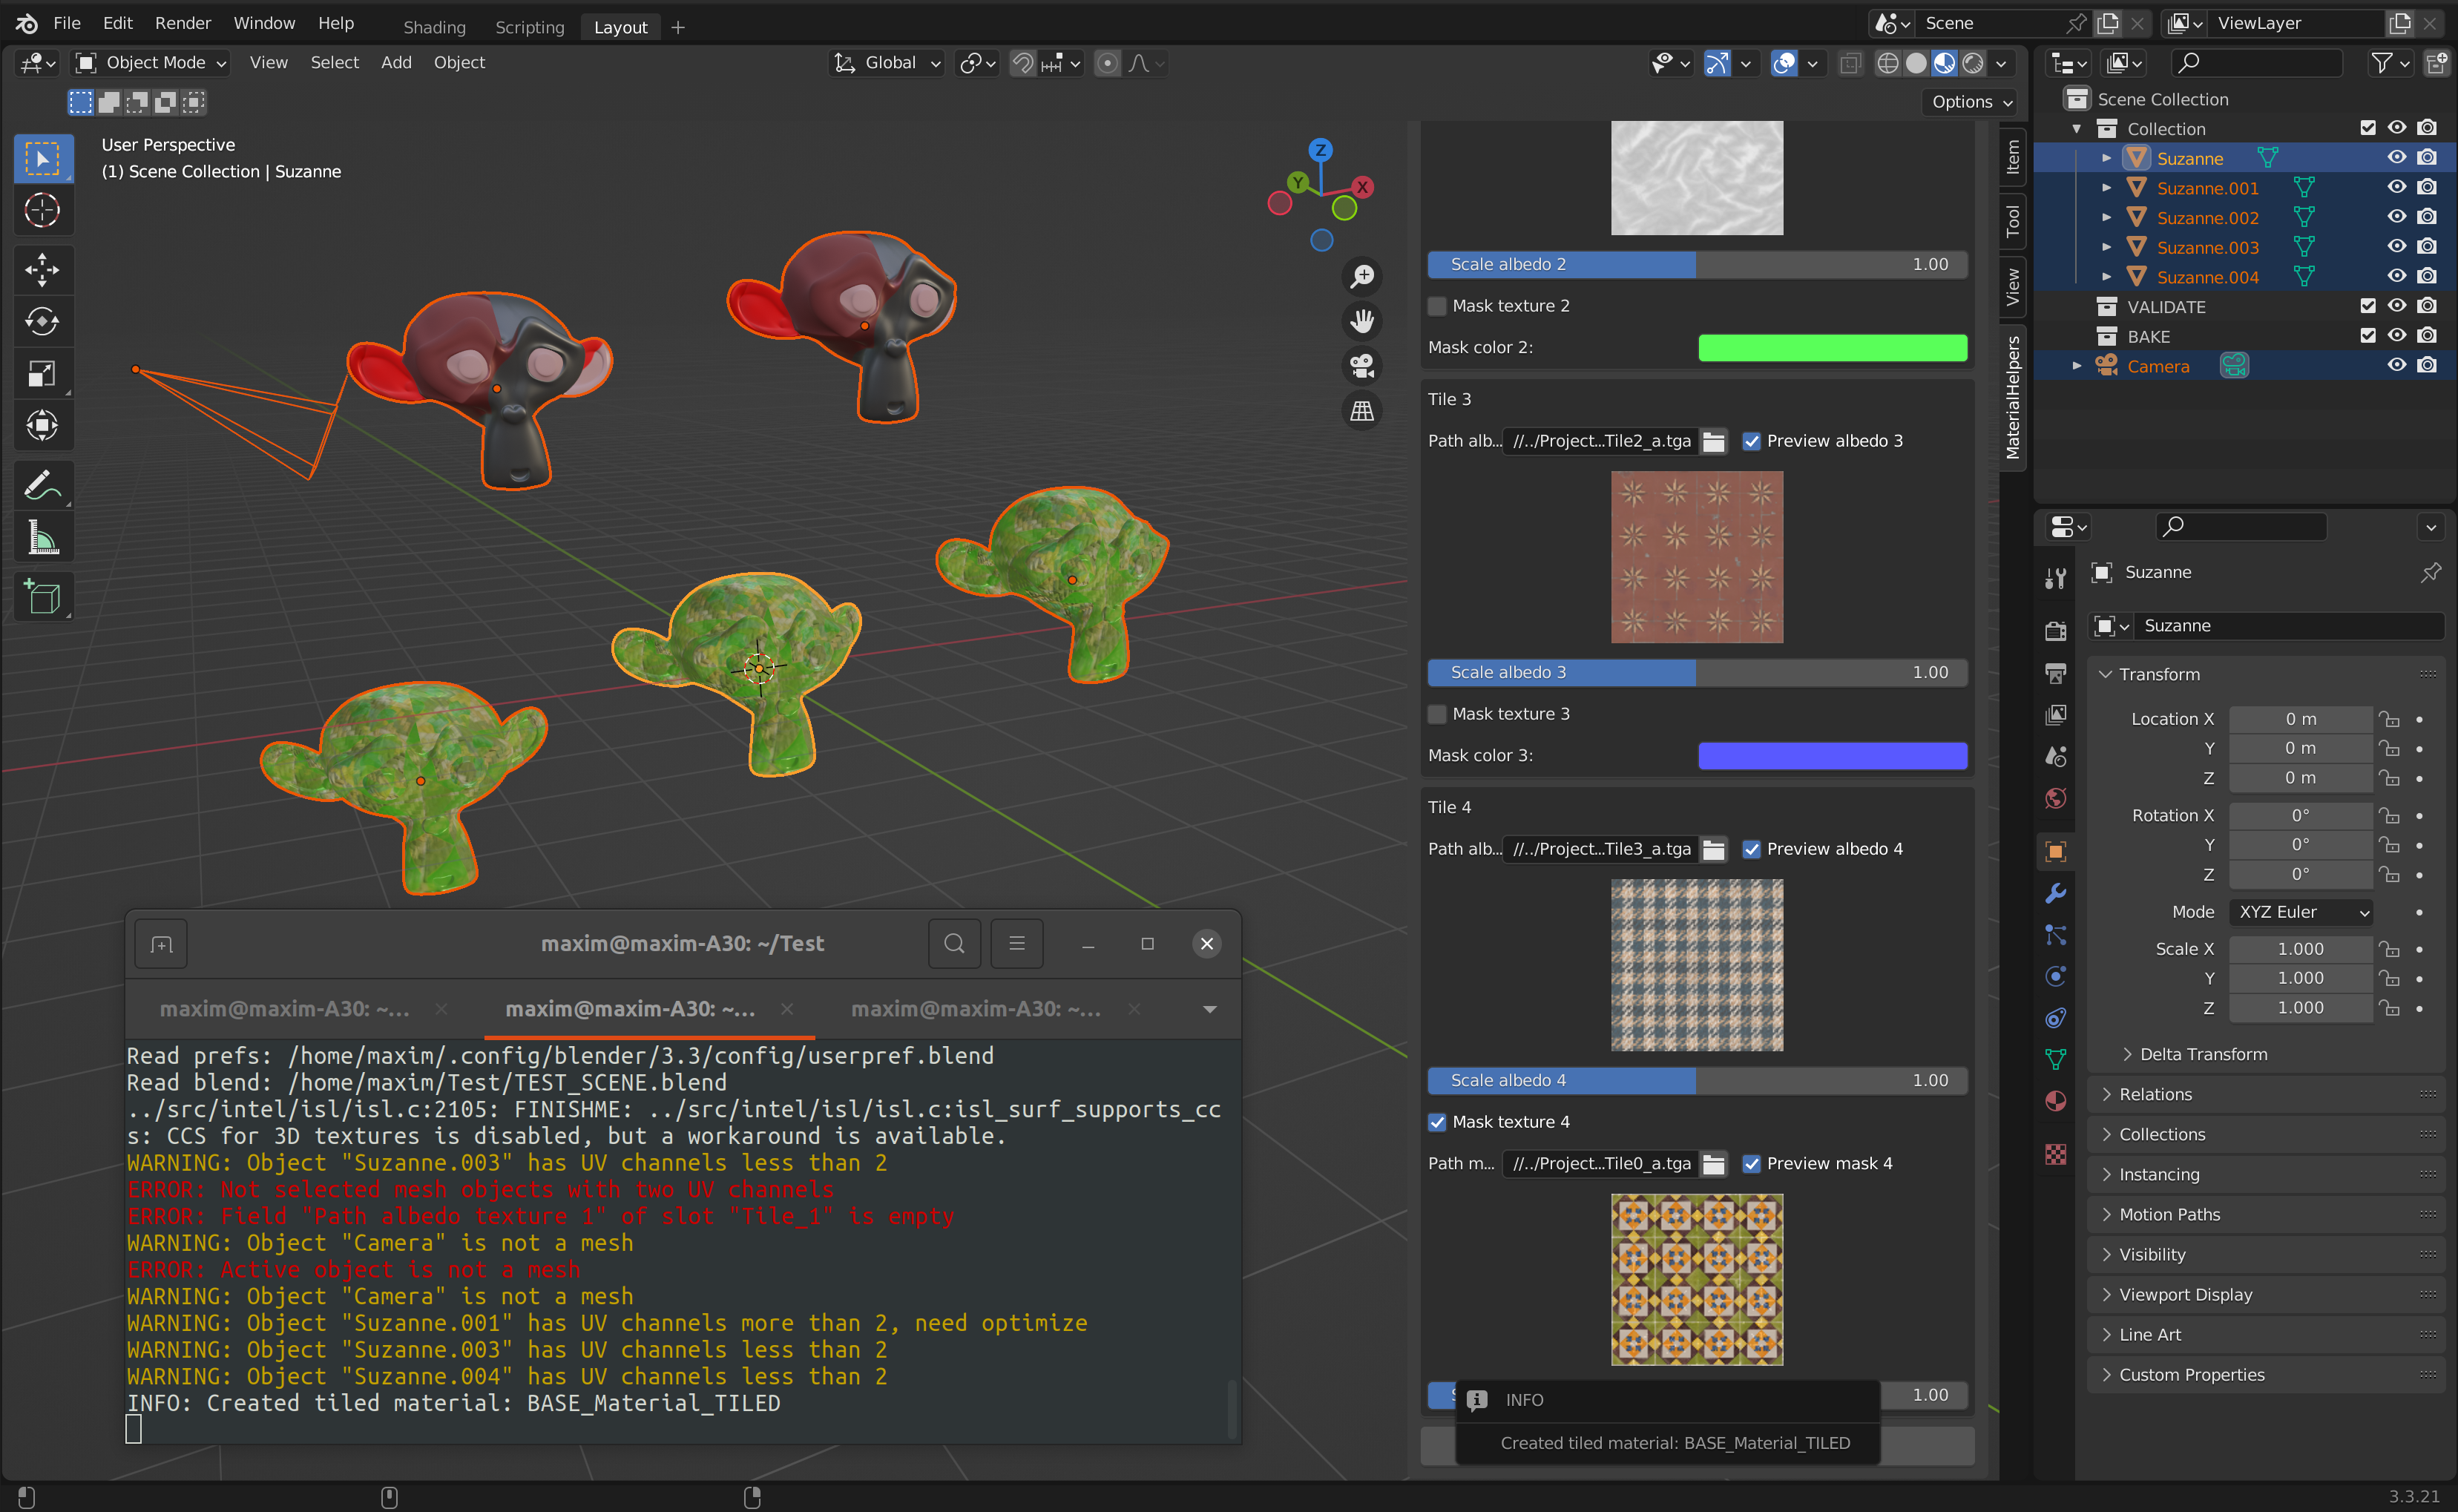 File Edit Render Window Help Shading Scripting Layout + Scene ViewLayer
Object Mode View Select Add Object Global
Options
User Perspective
(1) Scene Collection | Suzanne
Z
Y
X
Item
Tool
View
MaterialHelpers
Scale albedo 2 1.00
Mask texture 2
Mask color 2:
Tile 3
Path alb... //../Project...Tile2_a.tga Preview albedo 3
Scale albedo 3 1.00
Mask texture 3
Mask color 3:
Tile 4
Path alb... //../Project...Tile3_a.tga Preview albedo 4
Scale albedo 4 1.00
Mask texture 4
Path m... //../Project...Tile0_a.tga Preview mask 4
1.00
INFO
Created tiled material: BASE_Material_TILED
Scene Collection
Collection
Suzanne
Suzanne.001
Suzanne.002
Suzanne.003
Suzanne.004
VALIDATE
BAKE
Camera
Suzanne
Suzanne
Transform
Location X 0 m
Y 0 m
Z 0 m
Rotation X 0°
Y 0°
Z 0°
Mode XYZ Euler
Scale X 1.000
Y 1.000
Z 1.000
Delta Transform
Relations
Collections
Instancing
Motion Paths
Visibility
Viewport Display
Line Art
Custom Properties
maxim@maxim-A30: ~/Test
maxim@maxim-A30: ~... maxim@maxim-A30: ~... maxim@maxim-A30: ~...
Read prefs: /home/maxim/.config/blender/3.3/config/userpref.blend
Read blend: /home/maxim/Test/TEST_SCENE.blend
../src/intel/isl/isl.c:2105: FINISHME: ../src/intel/isl/isl.c:isl_surf_supports_cc
s: CCS for 3D textures is disabled, but a workaround is available.
WARNING: Object "Suzanne.003" has UV channels less than 2
ERROR: Not selected mesh objects with two UV channels
ERROR: Field "Path albedo texture 1" of slot "Tile_1" is empty
WARNING: Object "Camera" is not a mesh
ERROR: Active object is not a mesh
WARNING: Object "Camera" is not a mesh
WARNING: Object "Suzanne.001" has UV channels more than 2, need optimize
WARNING: Object "Suzanne.003" has UV channels less than 2
WARNING: Object "Suzanne.004" has UV channels less than 2
INFO: Created tiled material: BASE_Material_TILED
3.3.21